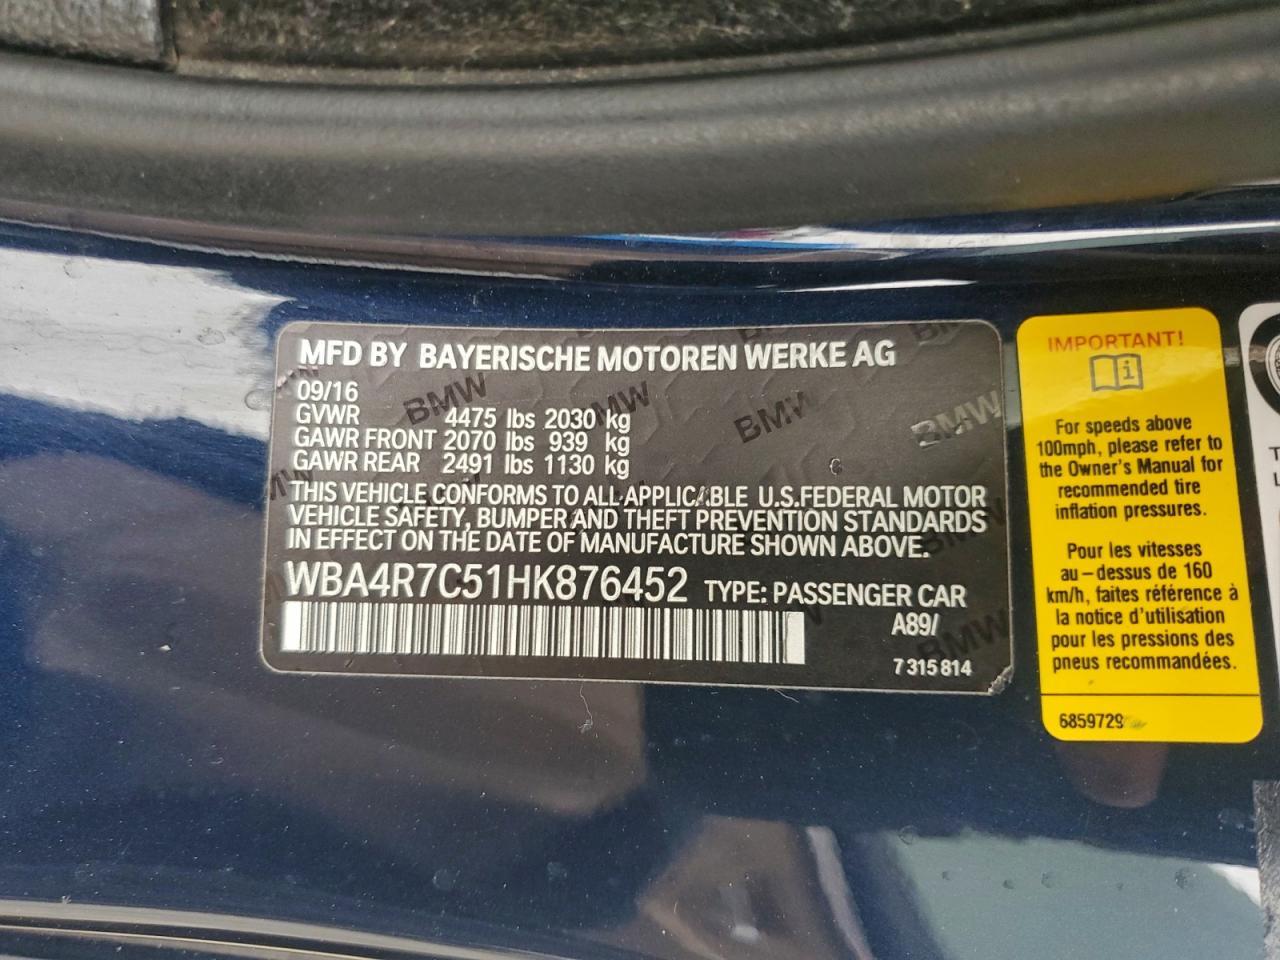 MFD BY BAYERISCHE MOTOREN WERKE AG
09/16
GVWR 4475 lbs 2030 kg
GAWR FRONT 2070 lbs 939 kg
GAWR REAR 2491 lbs 1130 kg
THIS VEHICLE CONFORMS TO ALL APPLICABLE U.S.FEDERAL MOTOR
VEHICLE SAFETY, BUMPER AND THEFT PREVENTION STANDARDS
IN EFFECT ON THE DATE OF MANUFACTURE SHOWN ABOVE.
WBA4R7C51HK876452 TYPE: PASSENGER CAR
A89/
7 315 814
IMPORTANT!
For speeds above
100mph, please refer to
the Owner's Manual for
recommended tire
inflation pressures.
Pour les vitesses
au-dessus de 160
km/h, faites référence à
la notice d'utilisation
pour les pressions des
pneus recommandées.
6859729